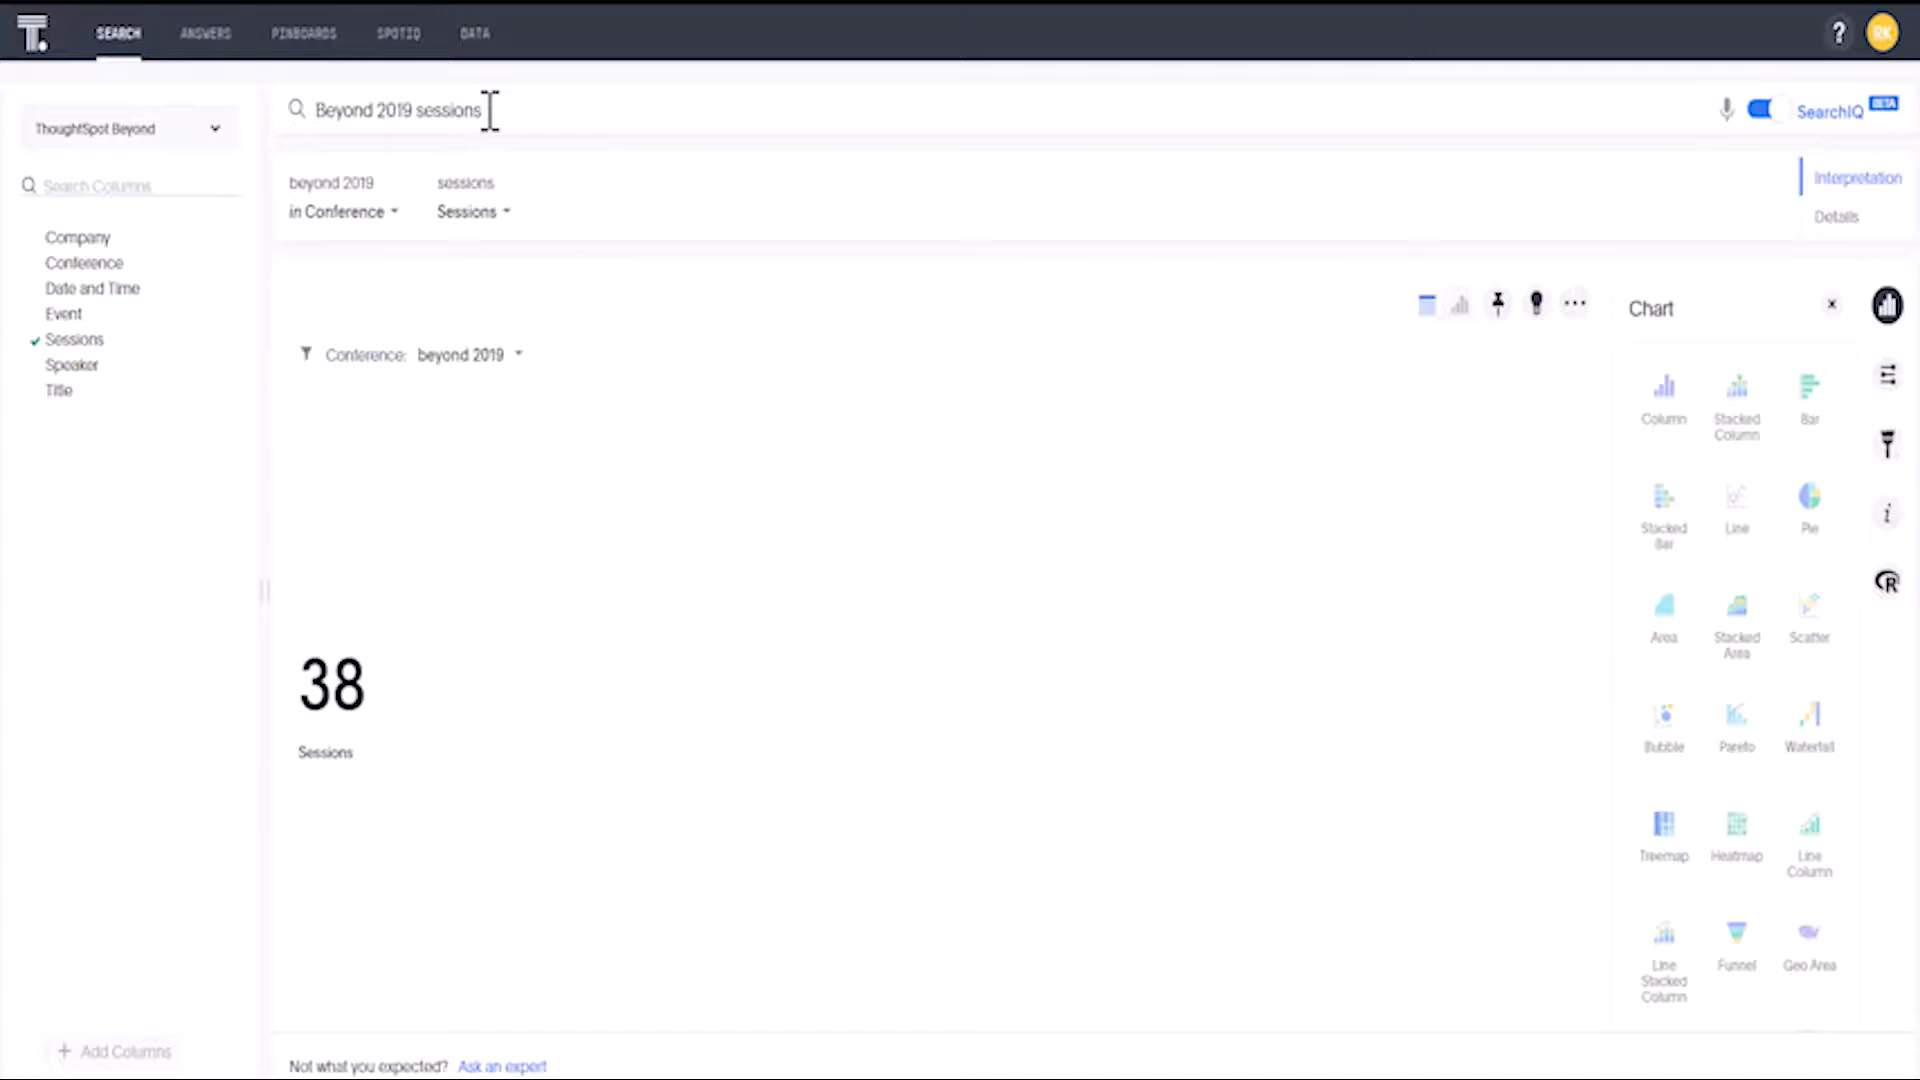 T.
SEARCH
ANSWERS
PINBOARDS
SPOTIQ
DATA
?
RK
ThoughtSpot Beyond
Search Columns
Company
Conference
Date and Time
Event
Sessions
Speaker
Title
+ Add Columns
Beyond 2019 sessions
SearchIQ BETA
beyond 2019
in Conference
sessions
Sessions
Interpretation
Details
Conference: beyond 2019
38
Sessions
Chart
Column
Stacked
Column
Bar
Stacked
Bar
Line
Pie
Area
Stacked
Area
Scatter
Bubble
Pareto
Waterfall
Treemap
Heatmap
Line
Column
Line
Stacked
Column
Funnel
Geo Area
i
R
Not what you expected? Ask an expert